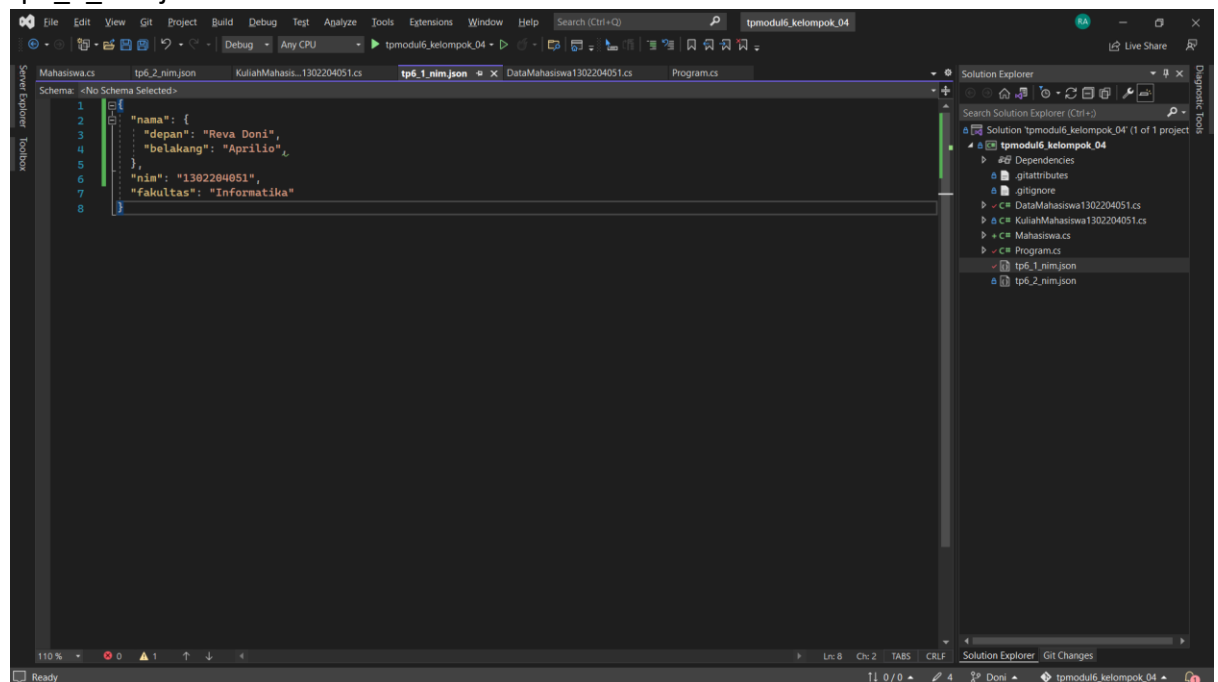 File Edit View Git Project Build Debug Test Analyze Tools Extensions Window Help Search (Ctrl+Q) tpmodul6_kelompok_04 RA
Debug Any CPU tpmodul6_kelompok_04 Live Share
Server Explorer
Toolbox
Mahasiswa.cs tp6_2_nim.json KuliahMahasis...1302204051.cs tp6_1_nim.json DataMahasiswa1302204051.cs Program.cs
Schema: <No Schema Selected>
1 {
2 "nama": {
3 "depan": "Reva Doni",
4 "belakang": "Aprilio",
5 },
6 "nim": "1302204051",
7 "fakultas": "Informatika"
8 }
110 % 0 1 Ln: 8 Ch: 2 TABS CRLF
Solution Explorer
Search Solution Explorer (Ctrl+;)
Solution 'tpmodul6_kelompok_04' (1 of 1 project
tpmodul6_kelompok_04
Dependencies
.gitattributes
.gitignore
C# DataMahasiswa1302204051.cs
C# KuliahMahasiswa1302204051.cs
C# Mahasiswa.cs
C# Program.cs
tp6_1_nim.json
tp6_2_nim.json
Solution Explorer Git Changes
Diagnostic Tools
Ready 0 / 0 4 Doni tpmodul6_kelompok_04 1